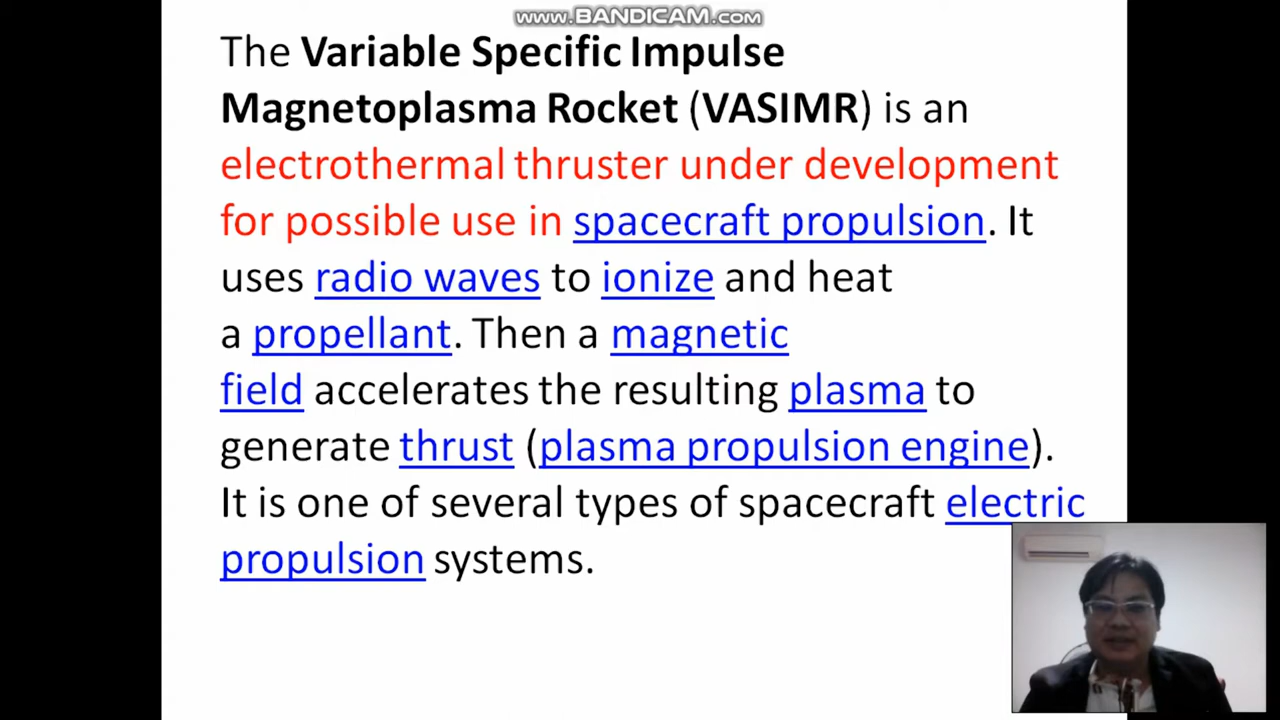 www.BANDICAM.com
The Variable Specific Impulse
Magnetoplasma Rocket (VASIMR) is an
electrothermal thruster under development
for possible use in spacecraft propulsion. It
uses radio waves to ionize and heat
a propellant. Then a magnetic
field accelerates the resulting plasma to
generate thrust (plasma propulsion engine).
It is one of several types of spacecraft electric
propulsion systems.